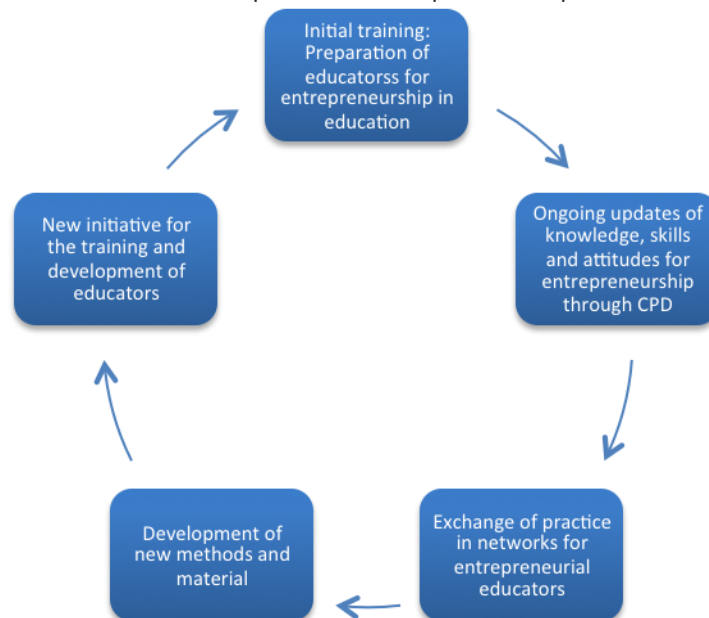 Initial training:
Preparation of
educatorss for
entrepreneurship in
education
Ongoing updates of
knowledge, skills
and attitudes for
entrepreneurship
through CPD
Exchange of practice
in networks for
entrepreneurial
educators
Development of
new methods and
material
New initiative for
the training and
development of
educators